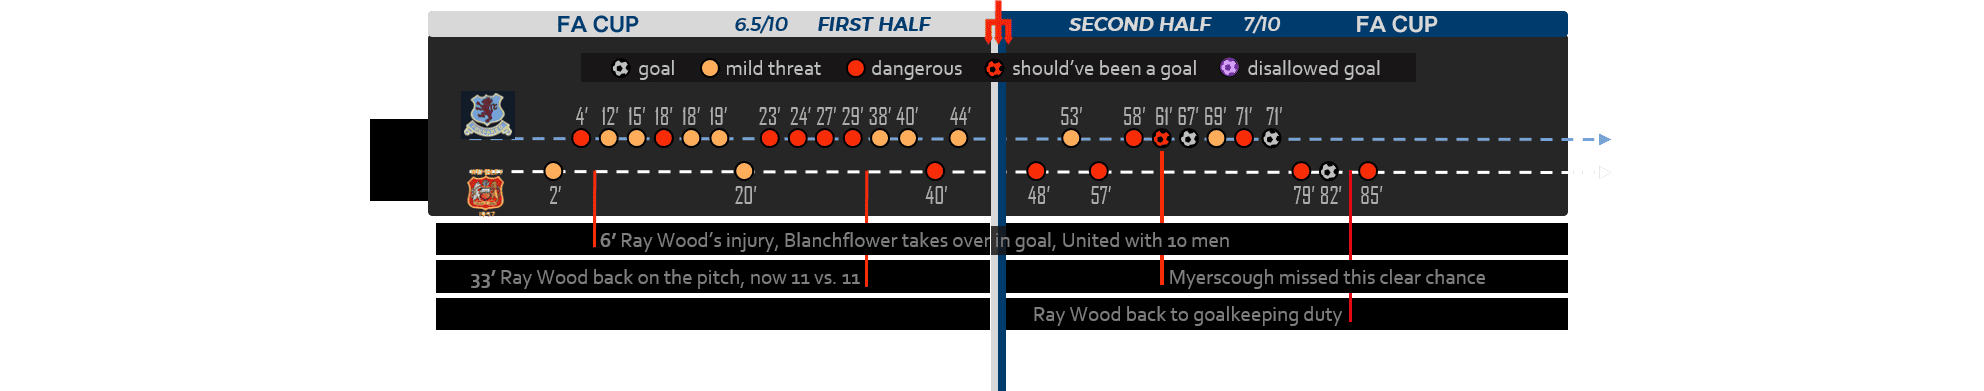 FA CUP 6.5/10 FIRST HALF SECOND HALF 7/10 FA CUP
goal mild threat dangerous should've been a goal disallowed goal
4' 12' 15' 18' 18' 19' 23' 24' 27' 29' 38' 40' 44' 53' 58' 61' 67' 69' 71' 71'
2' 20' 40' 48' 57' 79' 82' 85'
1957
6' Ray Wood's injury, Blanchflower takes over in goal, United with 10 men
33' Ray Wood back on the pitch, now 11 vs. 11 Myerscough missed this clear chance
Ray Wood back to goalkeeping duty